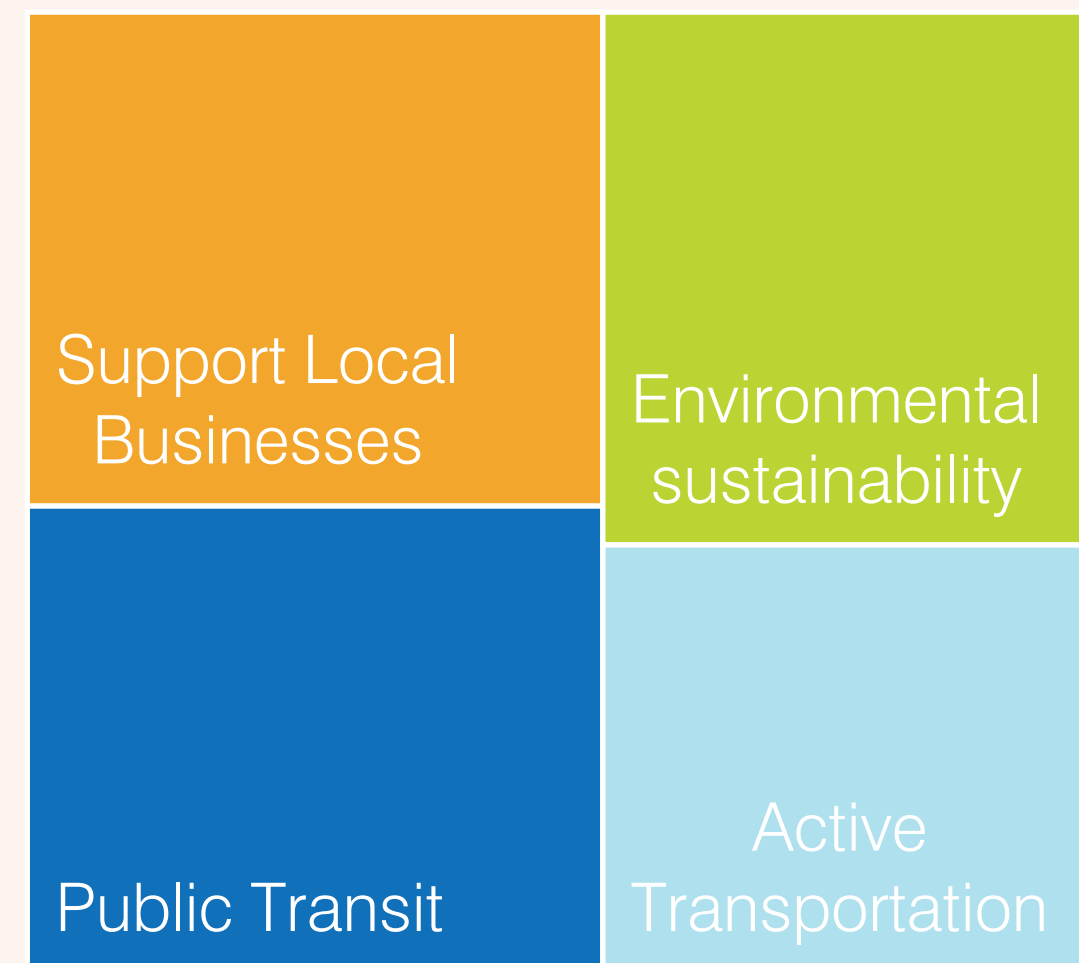 Support Local
Businesses
Environmental
sustainability
Public Transit
Active
Transportation